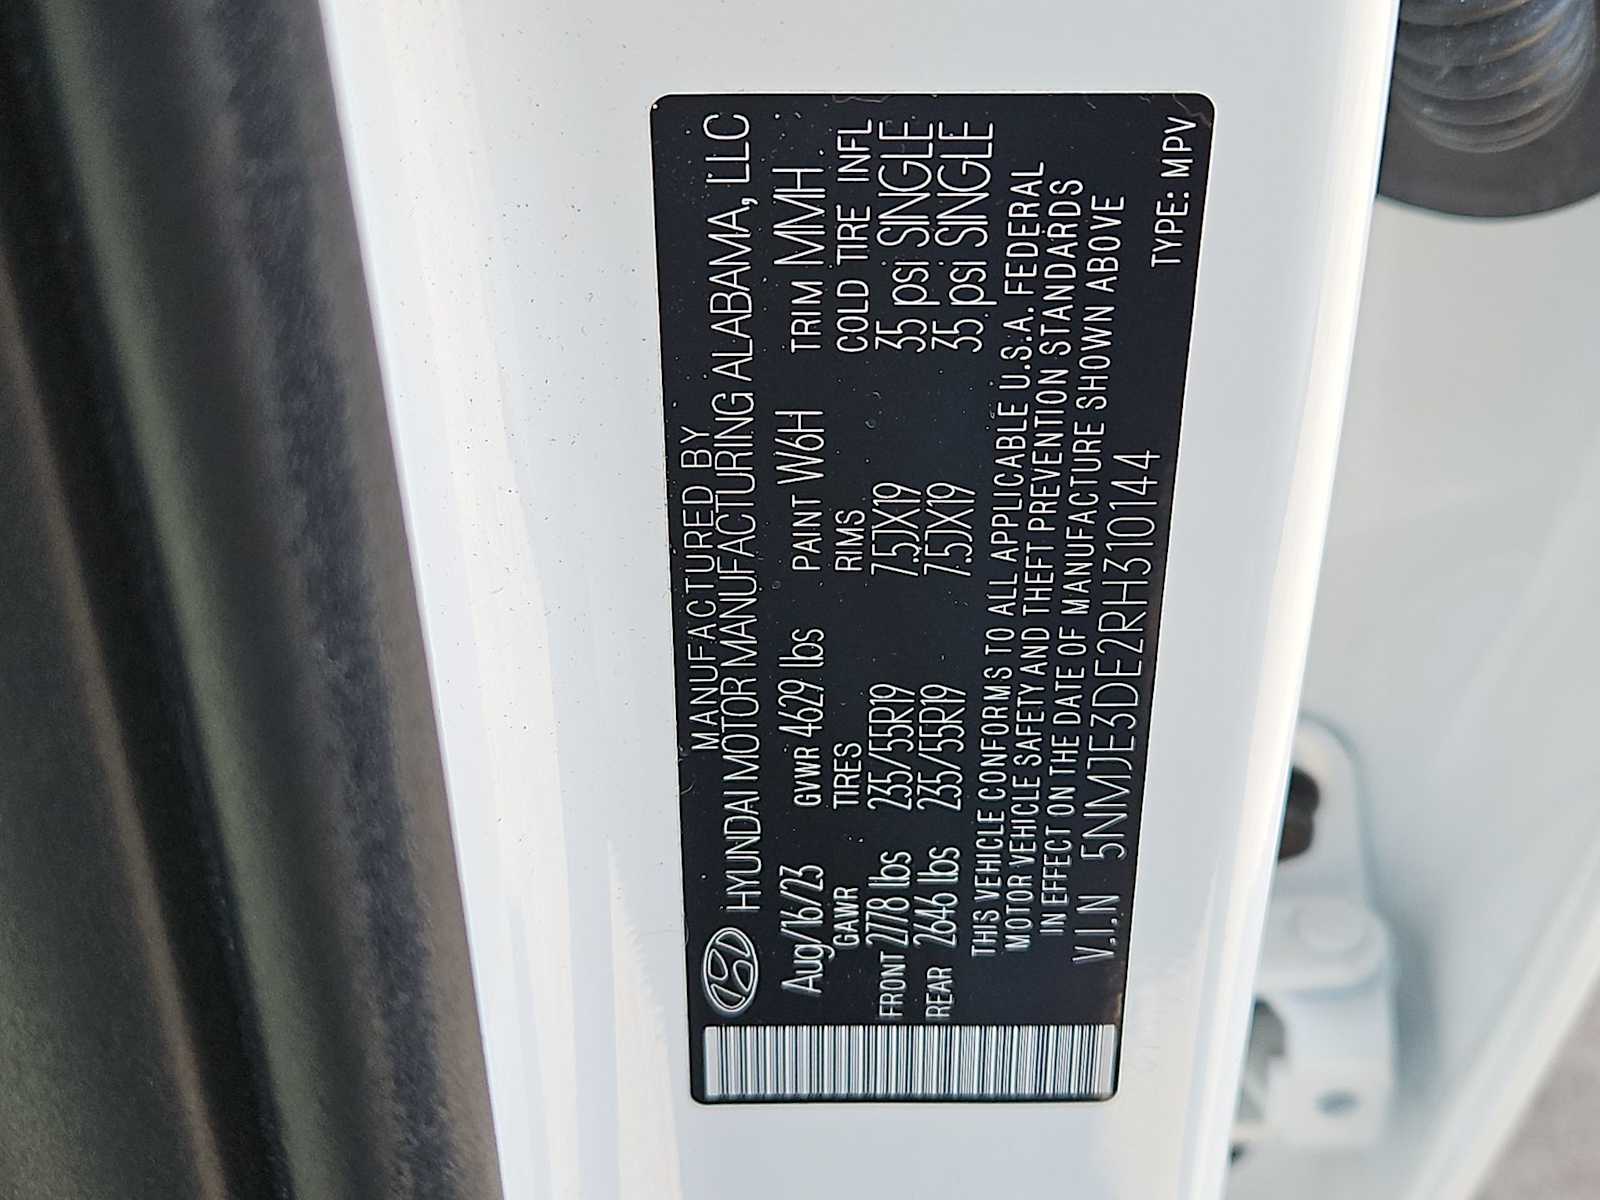 MANUFACTURED BY
HYUNDAI MOTOR MANUFACTURING ALABAMA, LLC
Aug/16/23 GVWR 4629 lbs PAINT W6H TRIM MMH
GAWR TIRES RIMS COLD TIRE INFL
FRONT 2778 lbs 235/55R19 7.5JX19 35 psi SINGLE
REAR 2646 lbs 235/55R19 7.5JX19 35 psi SINGLE
THIS VEHICLE CONFORMS TO ALL APPLICABLE U.S.A. FEDERAL
MOTOR VEHICLE SAFETY AND THEFT PREVENTION STANDARDS
IN EFFECT ON THE DATE OF MANUFACTURE SHOWN ABOVE
V.I.N 5NMJE3DE2RH310144 TYPE: MPV